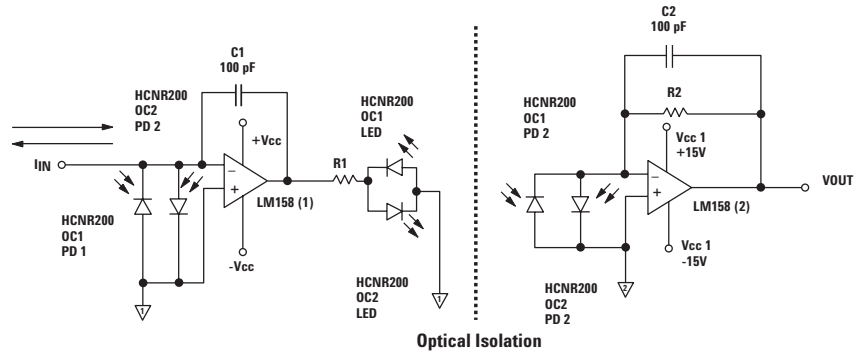 C1
100 pF
HCNR200
OC2
PD 2
+Vcc
IIN
HCNR200
OC1
PD 1
-Vcc
LM158 (1)
R1
HCNR200
OC1
LED
HCNR200
OC2
LED
1
1
Optical Isolation
C2
100 pF
R2
HCNR200
OC1
PD 2
Vcc 1
+15V
LM158 (2)
VOUT
Vcc 1
-15V
HCNR200
OC2
PD 2
2